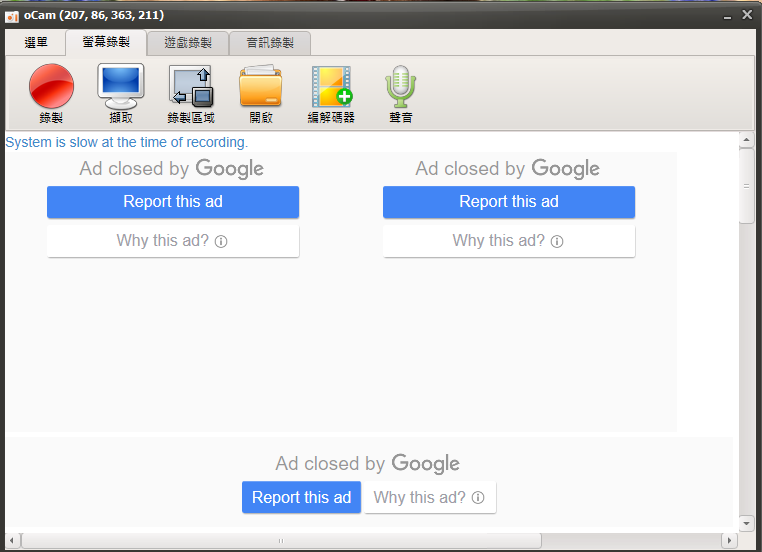 oCam (207, 86, 363, 211)
選單 螢幕錄製 遊戲錄製 音訊錄製
錄製 擷取 錄製區域 開啟 編解碼器 聲音
System is slow at the time of recording.
Ad closed by Google Ad closed by Google
Report this ad Report this ad
Why this ad? Why this ad?
Ad closed by Google
Report this ad Why this ad?